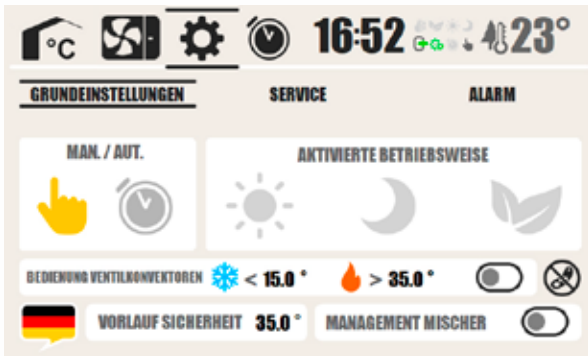 °C 16:52 23°
GRUNDEINSTELLUNGEN SERVICE ALARM
MAN. / AUT. AKTIVIERTE BETRIEBSWEISE
BEDIENUNG VENTILKONVEKTOREN < 15.0 ° > 35.0 °
VORLAUF SICHERHEIT 35.0 ° MANAGEMENT MISCHER